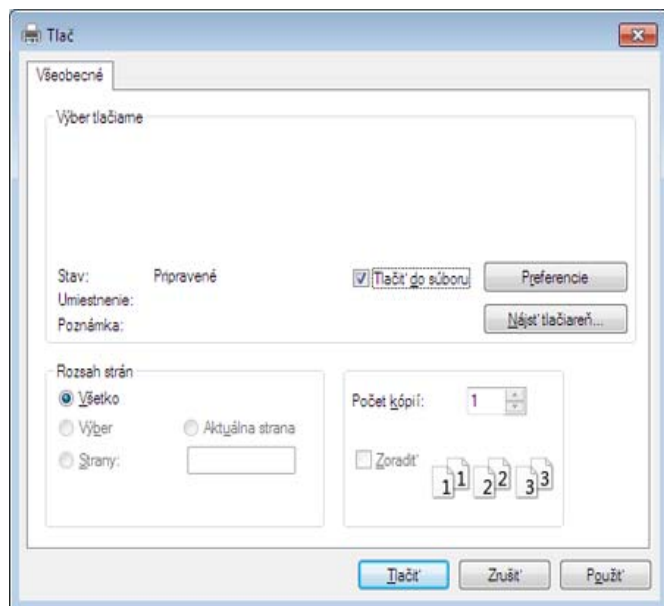 Tlač
Všeobecné
Výber tlačiarne
Stav: Pripravené
Tlačiť do súboru
Preferencie
Umiestnenie:
Poznámka:
Nájsť tlačiareň...
Rozsah strán
Všetko
Výber Aktuálna strana
Strany:
Počet kópií: 1
Zoradiť
1 1 2 2 3 3
Tlačiť Zrušiť Použiť